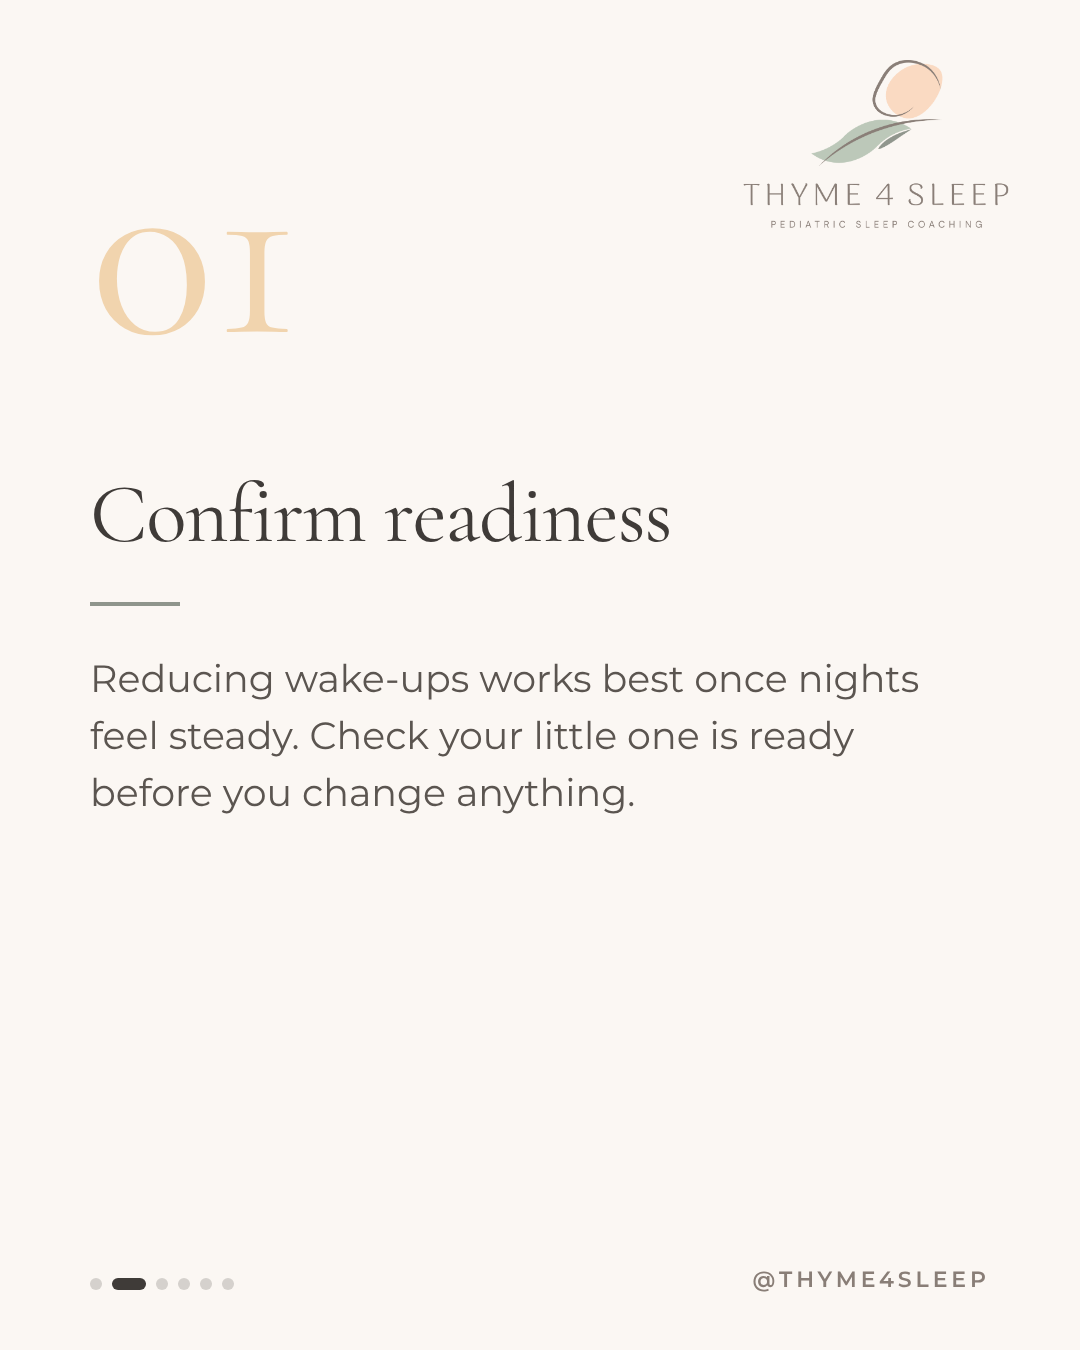 THYME 4 SLEEP
PEDIATRIC SLEEP COACHING
01
Confirm readiness
Reducing wake-ups works best once nights
feel steady. Check your little one is ready
before you change anything.
@THYME4SLEEP